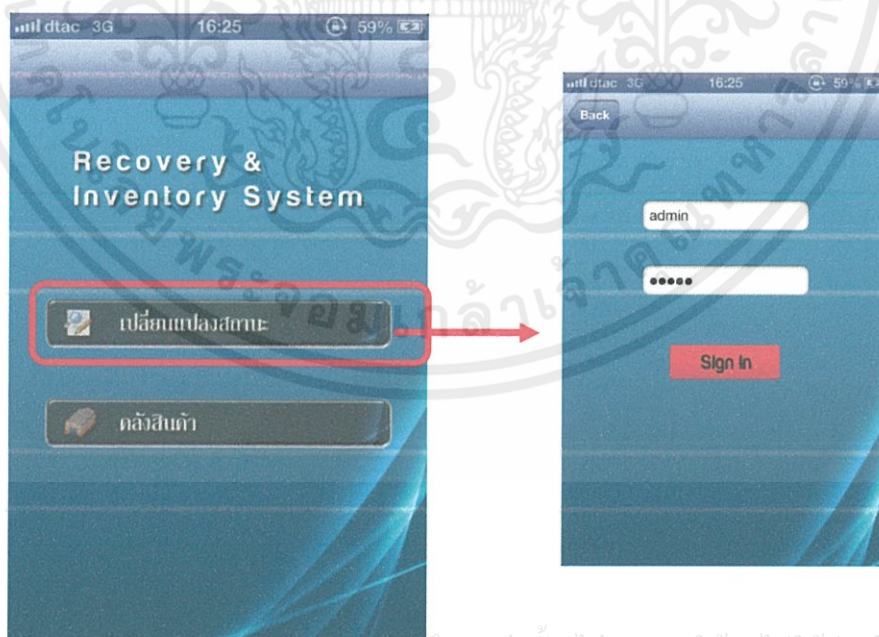 dtac 3G 16:25 59%
Recovery &
Inventory System
เปลี่ยนแปลงสถานะ
คลังสินค้า
dtac 3G 16:25 59%
Back
admin
Sign in